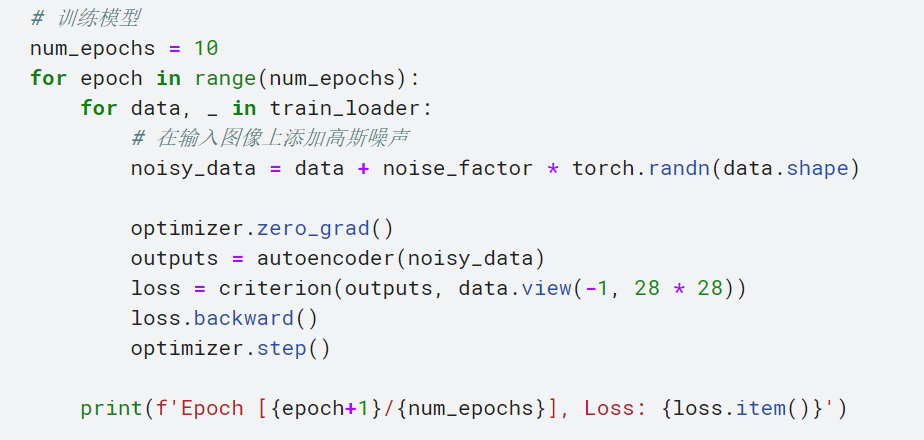 # 训练模型
num_epochs = 10
for epoch in range(num_epochs):
    for data, _ in train_loader:
        # 在输入图像上添加高斯噪声
        noisy_data = data + noise_factor * torch.randn(data.shape)
        optimizer.zero_grad()
        outputs = autoencoder(noisy_data)
        loss = criterion(outputs, data.view(-1, 28 * 28))
        loss.backward()
        optimizer.step()
    print(f'Epoch [{epoch+1}/{num_epochs}], Loss: {loss.item()}')